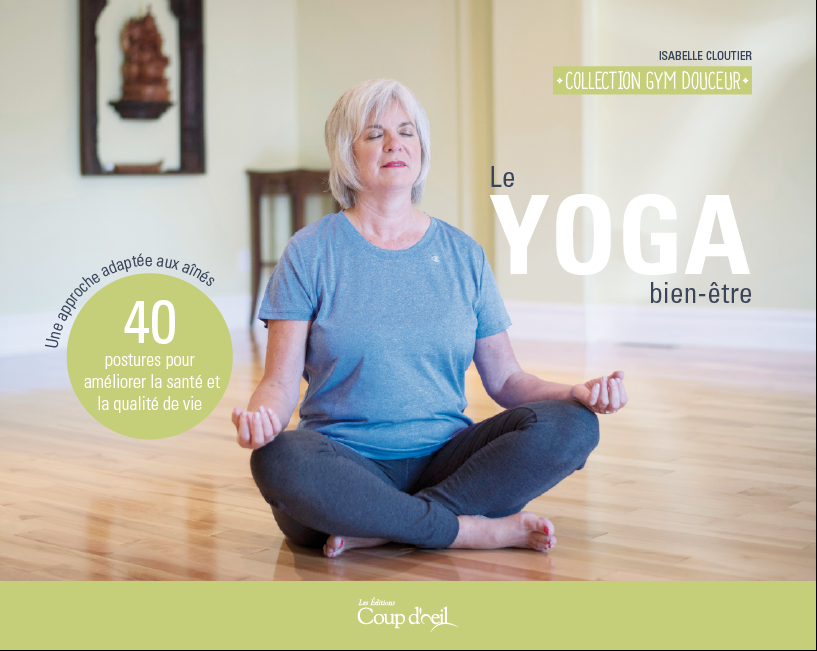 ISABELLE CLOUTIER
COLLECTION GYM DOUCEUR
Le
YOGA
bien-être
Une approche adaptée aux aînés
40
postures pour
améliorer la santé et
la qualité de vie
Les Éditions
Coup d'œil